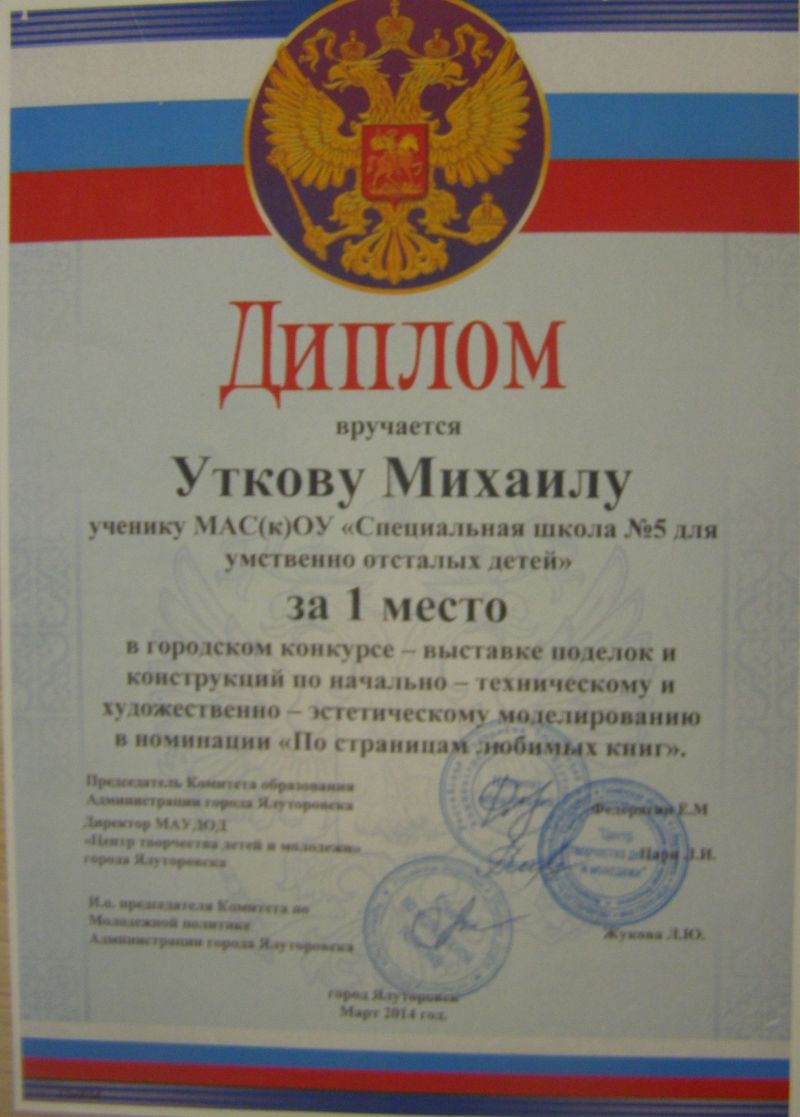 Диплом
вручается
Уткову Михаилу
ученику МАС(к)ОУ «Специальная школа №5 для
умственно отсталых детей»
за 1 место
в городском конкурсе – выставке поделок и
конструкций по начально – техническому и
художественно – эстетическому моделированию
в номинации «По страницам любимых книг».
Председатель Комитета образования
Администрации города Ялуторовска
Федорягин Е.М
Директор МАУДОД
«Центр творчества детей и молодежи»
города Ялуторовска
Л.И.
И.о. председателя Комитета по
Молодежной политике
Администрации города Ялуторовска
Жукова Л.Ю.
город Ялуторовск
Март 2014 год.